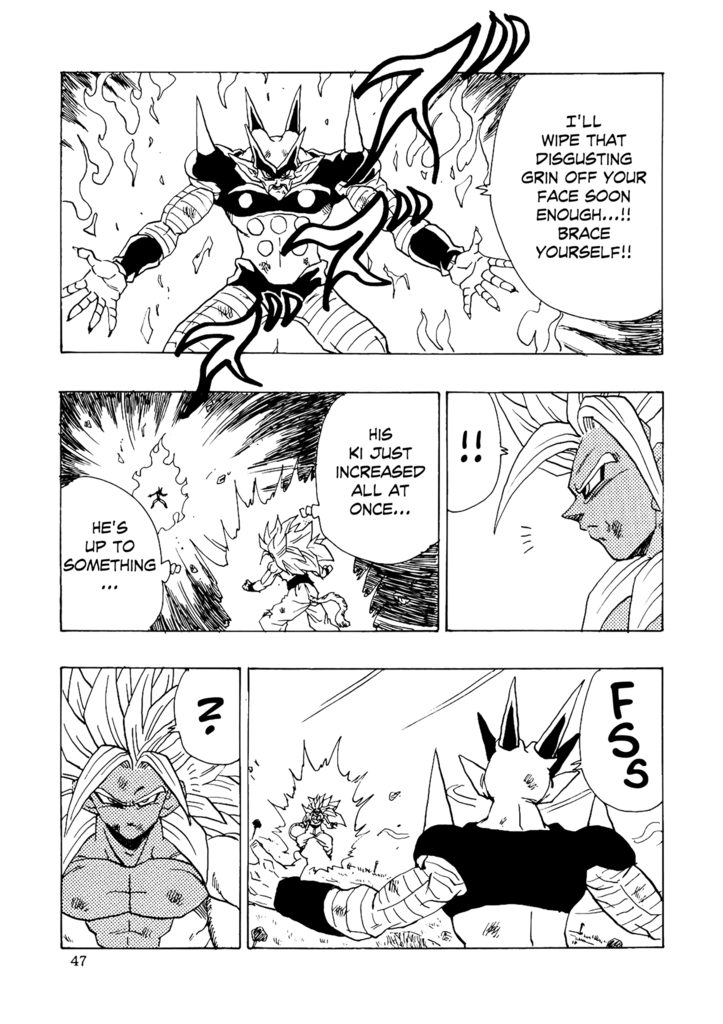 I'LL
WIPE THAT
DISGUSTING
GRIN OFF YOUR
FACE SOON
ENOUGH...!!
BRACE
YOURSELF!!
!!
HIS
KI JUST
INCREASED
ALL AT
ONCE...
HE'S
UP TO
SOMETHING
...
FSS
?
47